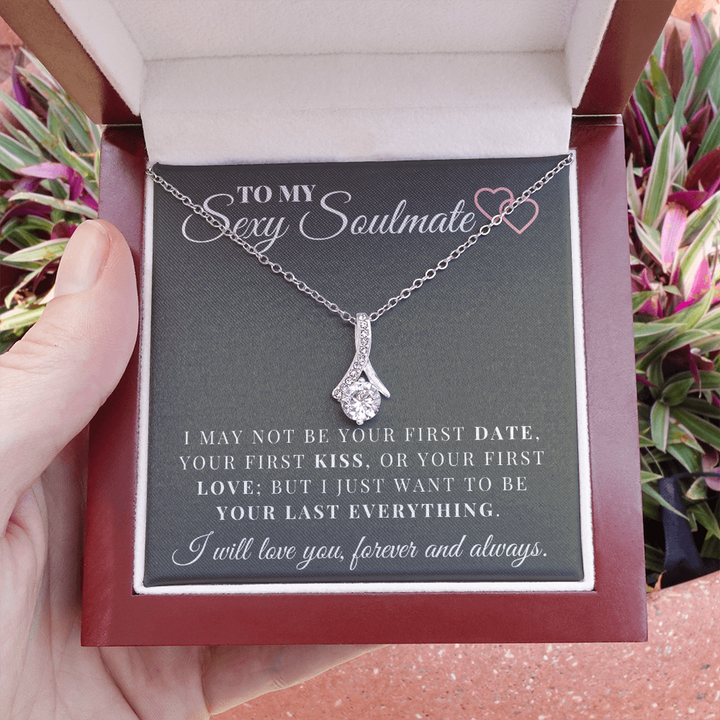 TO MY
Sexy Soulmate
I MAY NOT BE YOUR FIRST DATE,
YOUR FIRST KISS, OR YOUR FIRST
LOVE; BUT I JUST WANT TO BE
YOUR LAST EVERYTHING.
I will love you, forever and always.